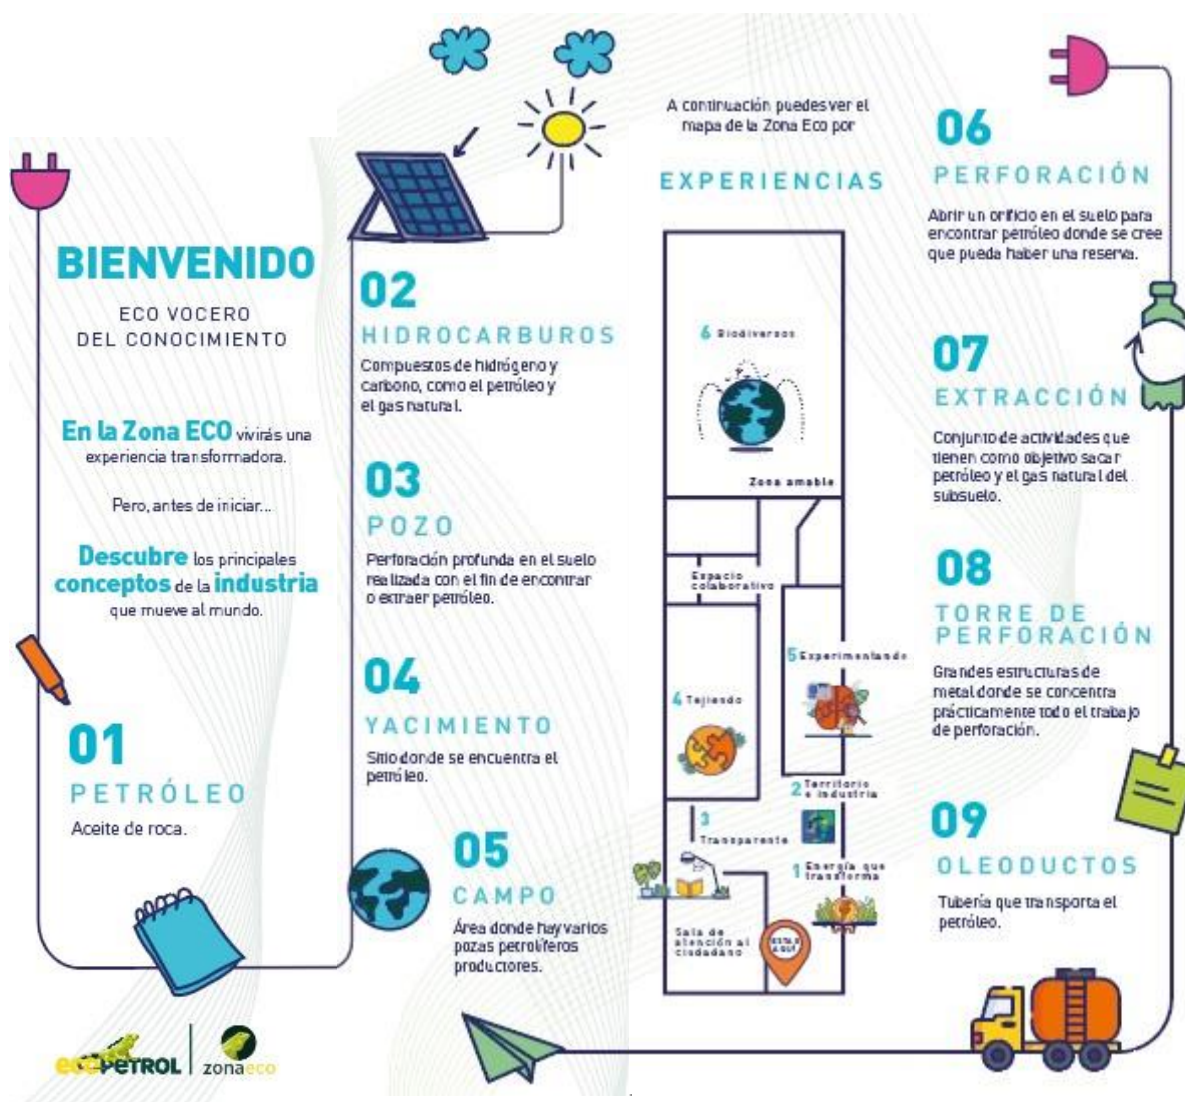 BIENVENIDO
ECO VOCERO
DEL CONOCIMIENTO
En la Zona ECO vivirás una
experiencia transformadora.
Pero, antes de iniciar...
Descubre los principales
conceptos de la industria
que mueve al mundo.
01
PETRÓLEO
Aceite de roca.
ecoPETROL
zonaeco
02
HIDROCARBUROS
Compuestos de hidrógeno y
carbono, como el petróleo y
el gas natural.
03
POZO
Perforación profunda en el suelo
realizada con el fin de encontrar
o extraer petróleo.
04
YACIMIENTO
Sitio donde se encuentra el
petróleo.
05
CAMPO
Área donde hay varios
pozas petrolíferos
productores.
A continuación puedes ver el
mapa de la Zona Eco por
EXPERIENCIAS
6 Biodiversos
Zona amable
Espacio
colaborativo
5 Experimentando
4 Tejiendo
2 Territorio
e industria
3
Transparente
1 Energía que
transforma
Sala de
atención al
ciudadano
ESTÁS
AQUÍ
06
PERFORACIÓN
Abrir un orificio en el suelo para
encontrar petróleo donde se cree
que pueda haber una reserva.
07
EXTRACCIÓN
Conjunto de actividades que
tienen como objetivo sacar
petróleo y el gas natural del
subsuelo.
08
TORRE DE
PERFORACIÓN
Grandes estructuras de
metal donde se concentra
prácticamente todo el trabajo
de perforación.
09
OLEODUCTOS
Tubería que transporta el
petróleo.